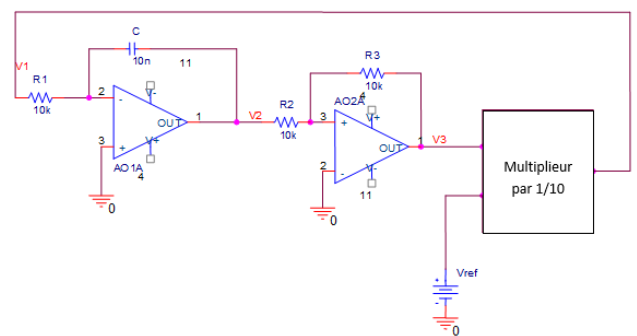 C
10n
11
V1
R1
10k
2
-
V-
OUT
1
3
+
V+
AO1A
4
0
V2
R2
10k
R3
10k
AO2A
4
3
+
V+
OUT
1
V3
2
-
V-
11
0
Multiplieur
par 1/10
Vref
+
-
0